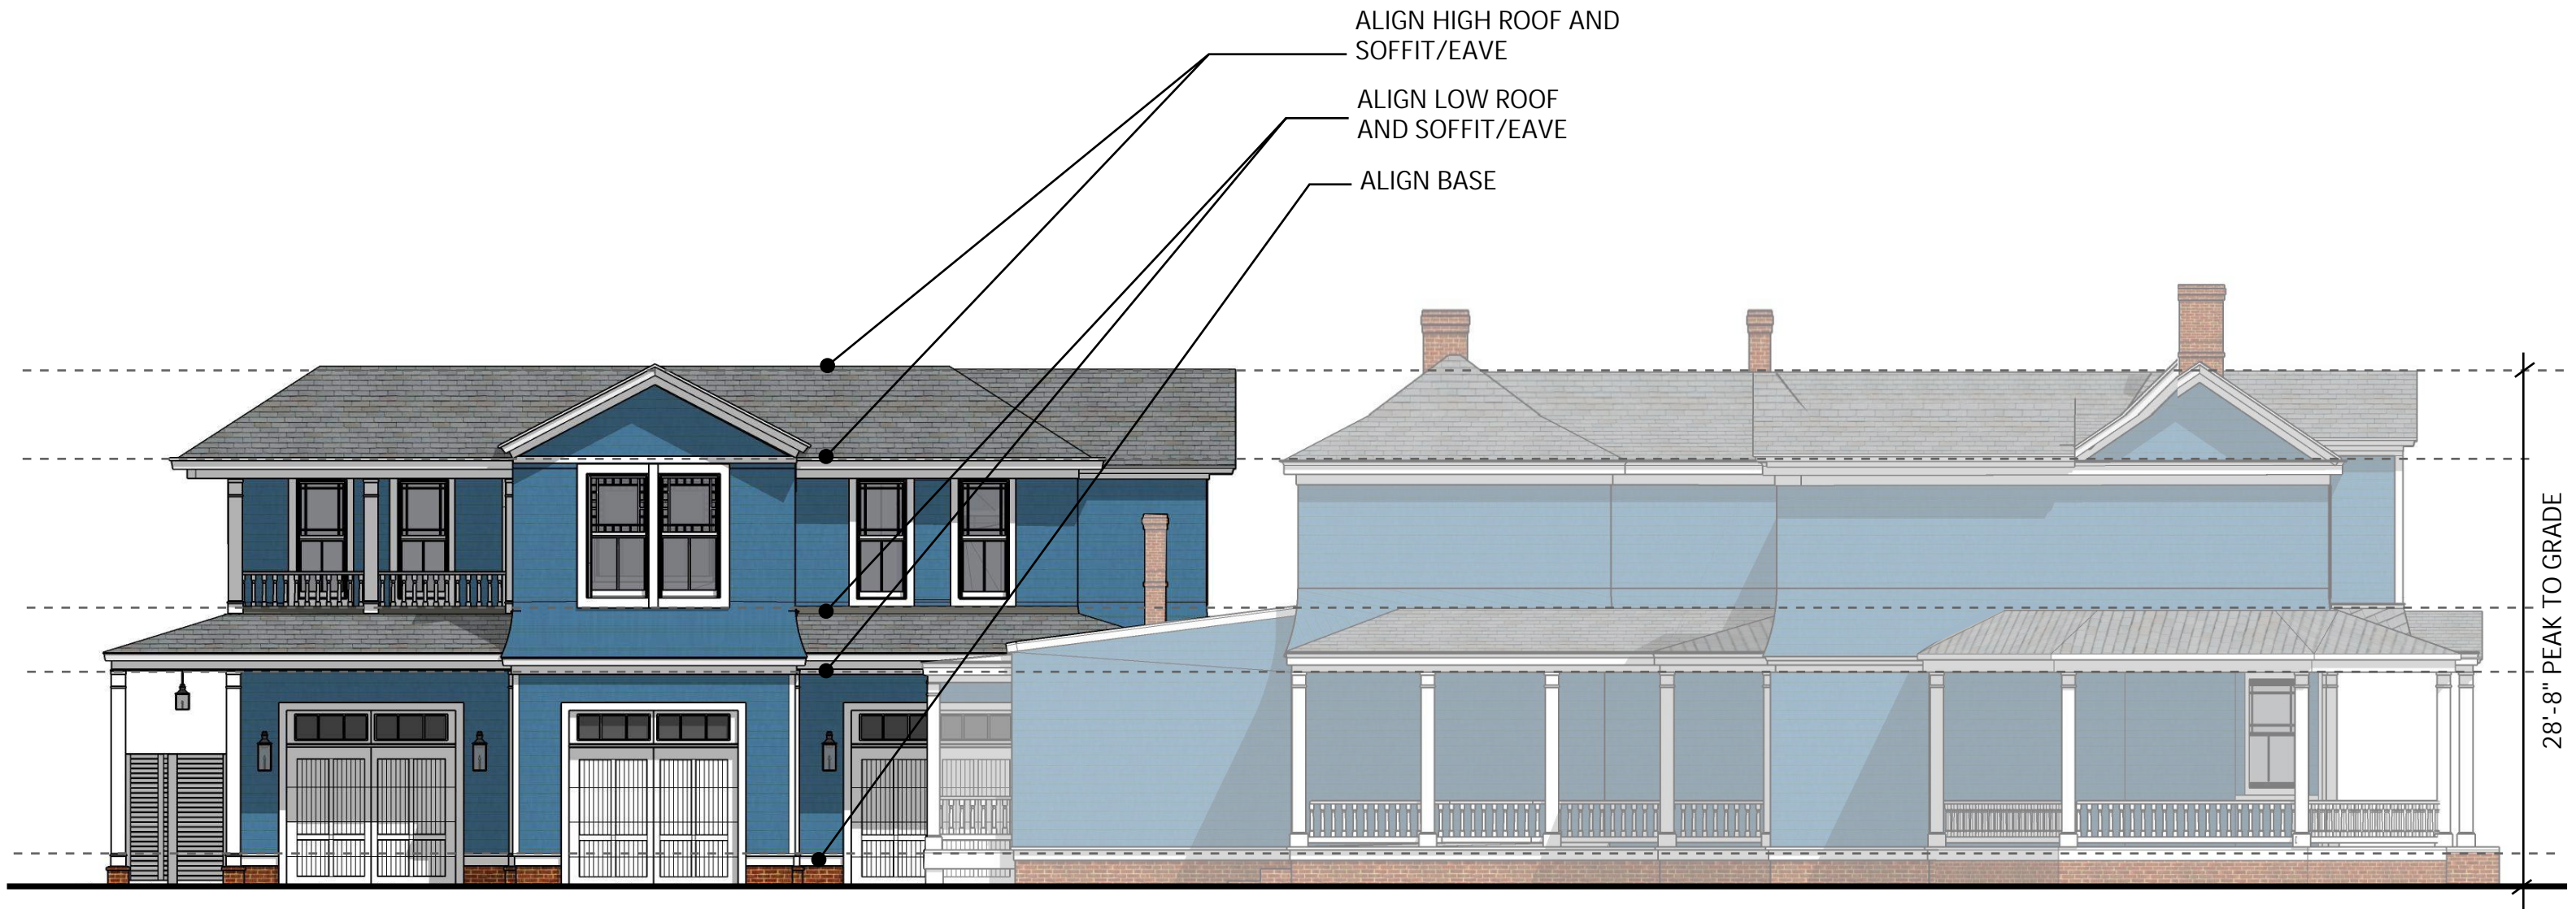 ALIGN HIGH ROOF AND
SOFFIT/EAVE
ALIGN LOW ROOF
AND SOFFIT/EAVE
ALIGN BASE
28'-8" PEAK TO GRADE